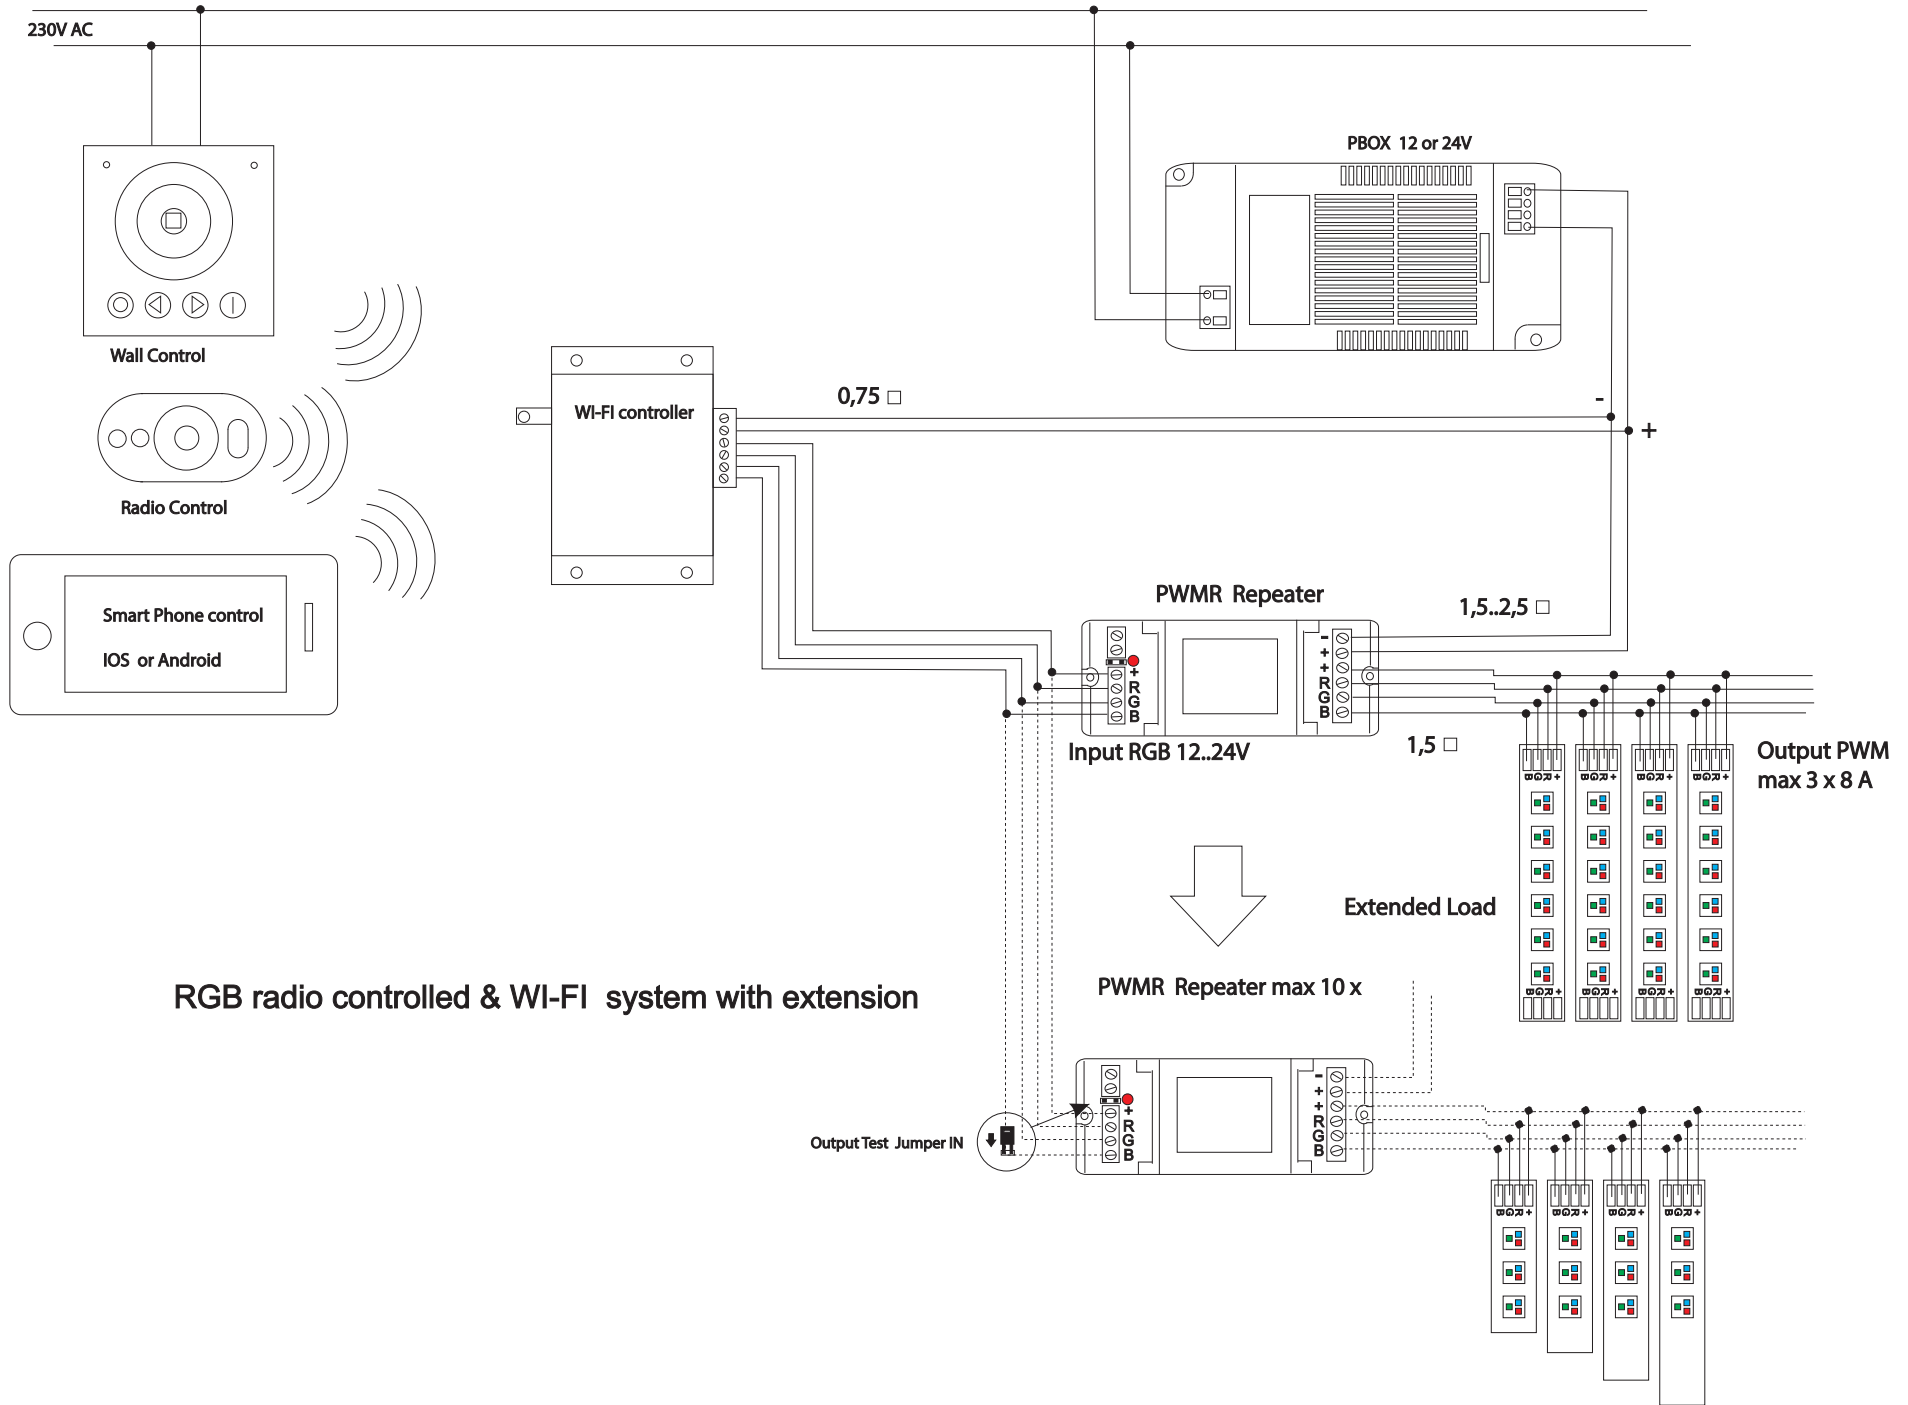 230V AC
PBOX 12 or 24V
Wall Control
0,75 □
-
WI-FI controller
+
Radio Control
PWMR Repeater
1,5..2,5 □
Smart Phone control
IOS or Android
-
+
+
+
R
R
G
G
B
B
Input RGB 12..24V
1,5 □
Output PWM
max 3 x 8 A
B G R +
B G R +
B G R +
B G R +
Extended Load
PWMR Repeater max 10 x
B G R +
B G R +
B G R +
B G R +
RGB radio controlled & WI-FI system with extension
-
+
+
+
R
R
G
G
B
B
Output Test Jumper IN
B G R +
B G R +
B G R +
B G R +